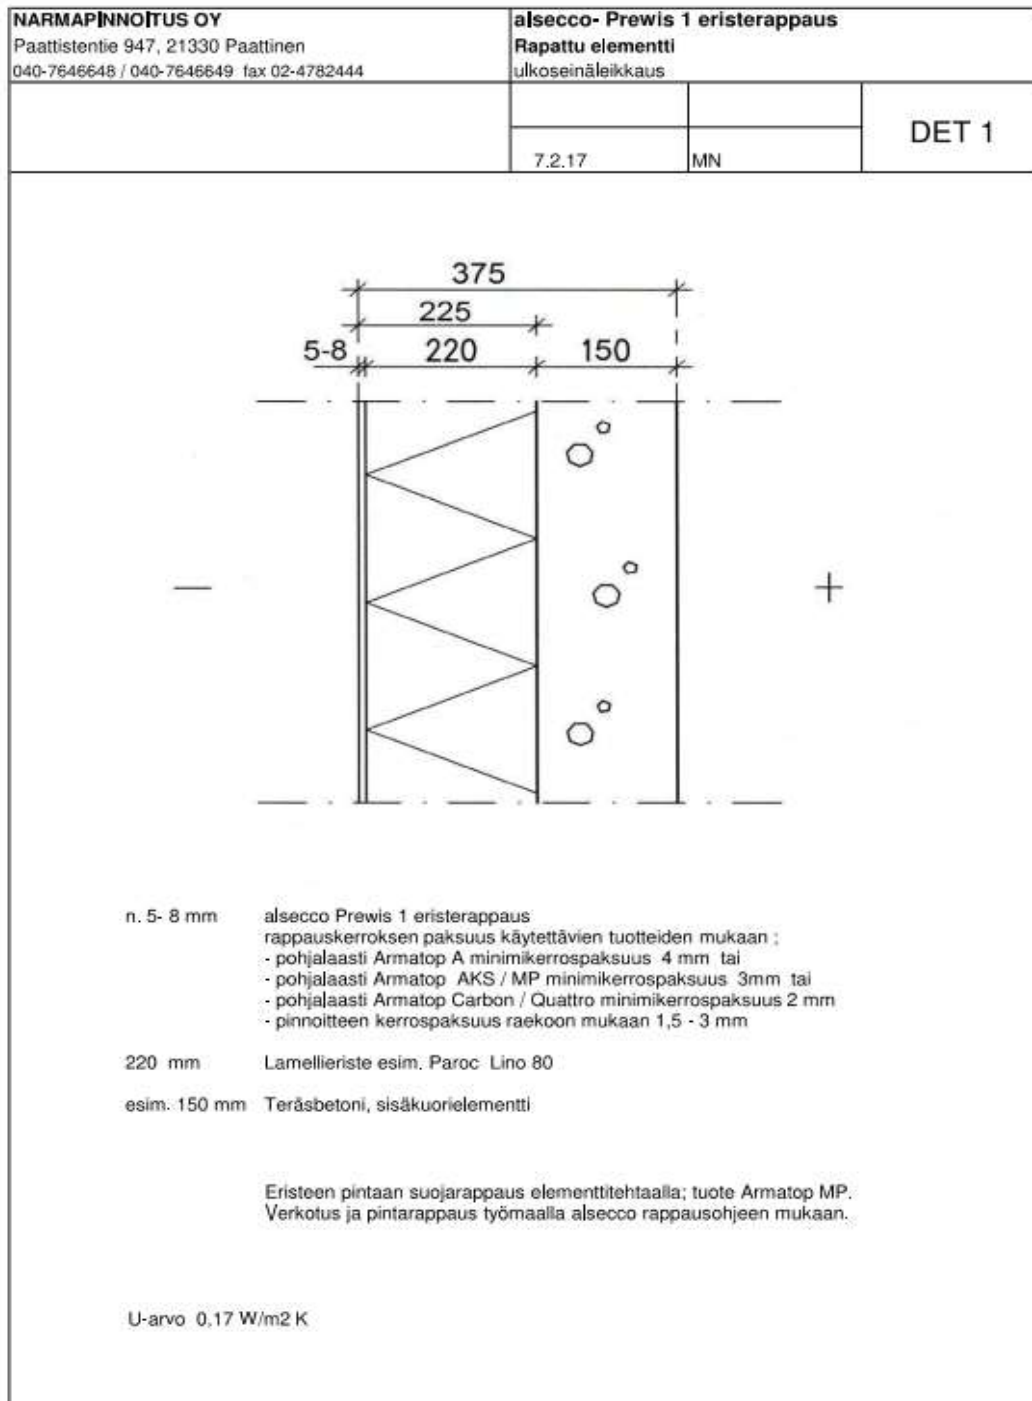 NARMAPINNOITUS OY
Paattistentie 947, 21330 Paattinen
040-7646648 / 040-7646649 fax 02-4782444
alsecco- Prewis 1 eristerappaus
Rapattu elementti
ulkoseinäleikkaus
7.2.17
MN
DET 1
375
225
5-8
220
150
n. 5- 8 mm alsecco Prewis 1 eristerappaus
rappauskerroksen paksuus käytettävien tuotteiden mukaan :
- pohjalaasti Armatop A minimikerrospaksuus 4 mm tai
- pohjalaasti Armatop AKS / MP minimikerrospaksuus 3mm tai
- pohjalaasti Armatop Carbon / Quattro minimikerrospaksuus 2 mm
- pinnoitteen kerrospaksuus raekoon mukaan 1,5 - 3 mm
220 mm Lamellieriste esim. Paroc Lino 80
esim. 150 mm Teräsbetoni, sisäkuorielementti
Eristeen pintaan suojarappaus elementtitehtaalla; tuote Armatop MP.
Verkotus ja pintarappaus työmaalla alsecco rappausohjeen mukaan.
U-arvo 0,17 W/m2 K